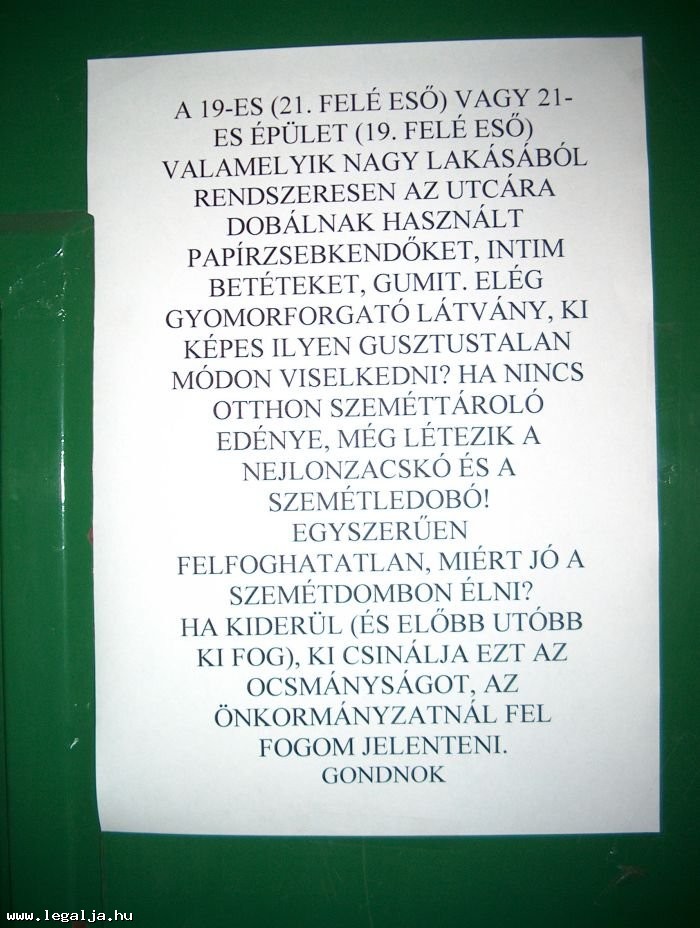 A 19-ES (21. FELÉ ESŐ) VAGY 21-
ES ÉPÜLET (19. FELÉ ESŐ)
VALAMELYIK NAGY LAKÁSÁBÓL
RENDSZERESEN AZ UTCÁRA
DOBÁLNAK HASZNÁLT
PAPÍRZSEBKENDŐKET, INTIM
BETÉTEKET, GUMIT. ELÉG
GYOMORFORGATÓ LÁTVÁNY, KI
KÉPES ILYEN GUSZTUSTALAN
MÓDON VISELKEDNI? HA NINCS
OTTHON SZEMÉTTÁROLÓ
EDÉNYE, MÉG LÉTEZIK A
NEJLONZACSKÓ ÉS A
SZEMÉTLEDOBÓ!
EGYSZERŰEN
FELFOGHATATLAN, MIÉRT JÓ A
SZEMÉTDOMBON ÉLNI?
HA KIDERÜL (ÉS ELŐBB UTÓBB
KI FOG), KI CSINÁLJA EZT AZ
OCSMÁNYSÁGOT, AZ
ÖNKORMÁNYZATNÁL FEL
FOGOM JELENTENI.
GONDNOK
www.legalja.hu